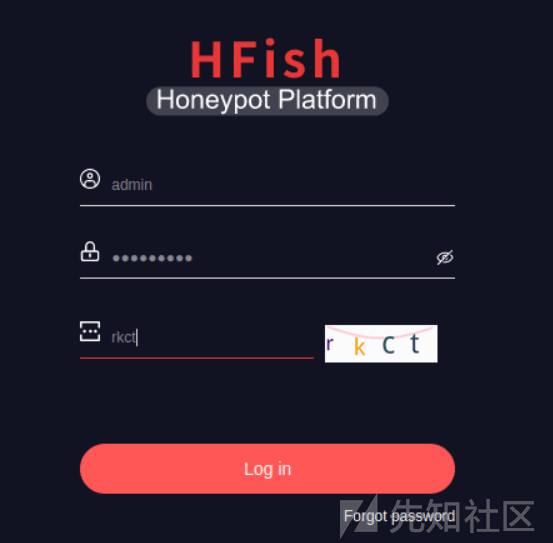 HFish
Honeypot Platform
admin
•••••••••
rkct
r k C t
Log in
Forgot password
先知社区